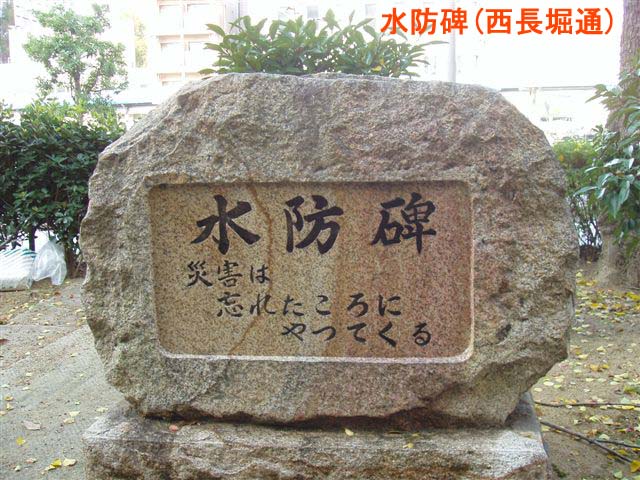 水防碑(西長堀通)
水防碑
災害は
忘れたころに
やってくる